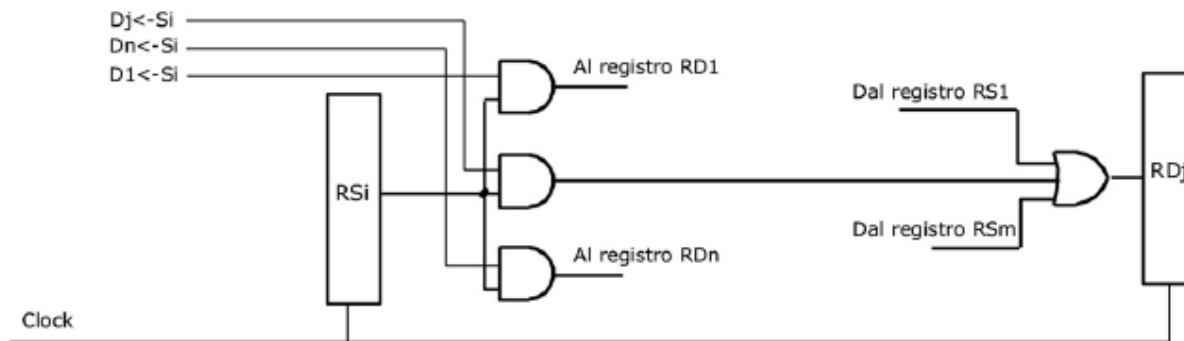 Dj<-Si
Dn<-Si
D1<-Si
Al registro RD1
Dal registro RS1
RSi
RDj
Dal registro RSm
Al registro RDn
Clock